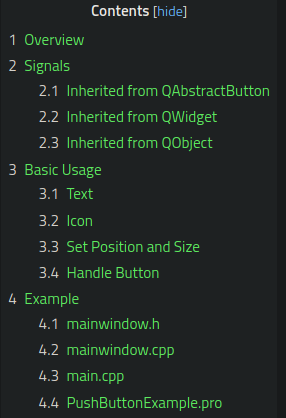 Contents [hide]
1 Overview
2 Signals
2.1 Inherited from QAbstractButton
2.2 Inherited from QWidget
2.3 Inherited from QObject
3 Basic Usage
3.1 Text
3.2 Icon
3.3 Set Position and Size
3.4 Handle Button
4 Example
4.1 mainwindow.h
4.2 mainwindow.cpp
4.3 main.cpp
4.4 PushButtonExample.pro